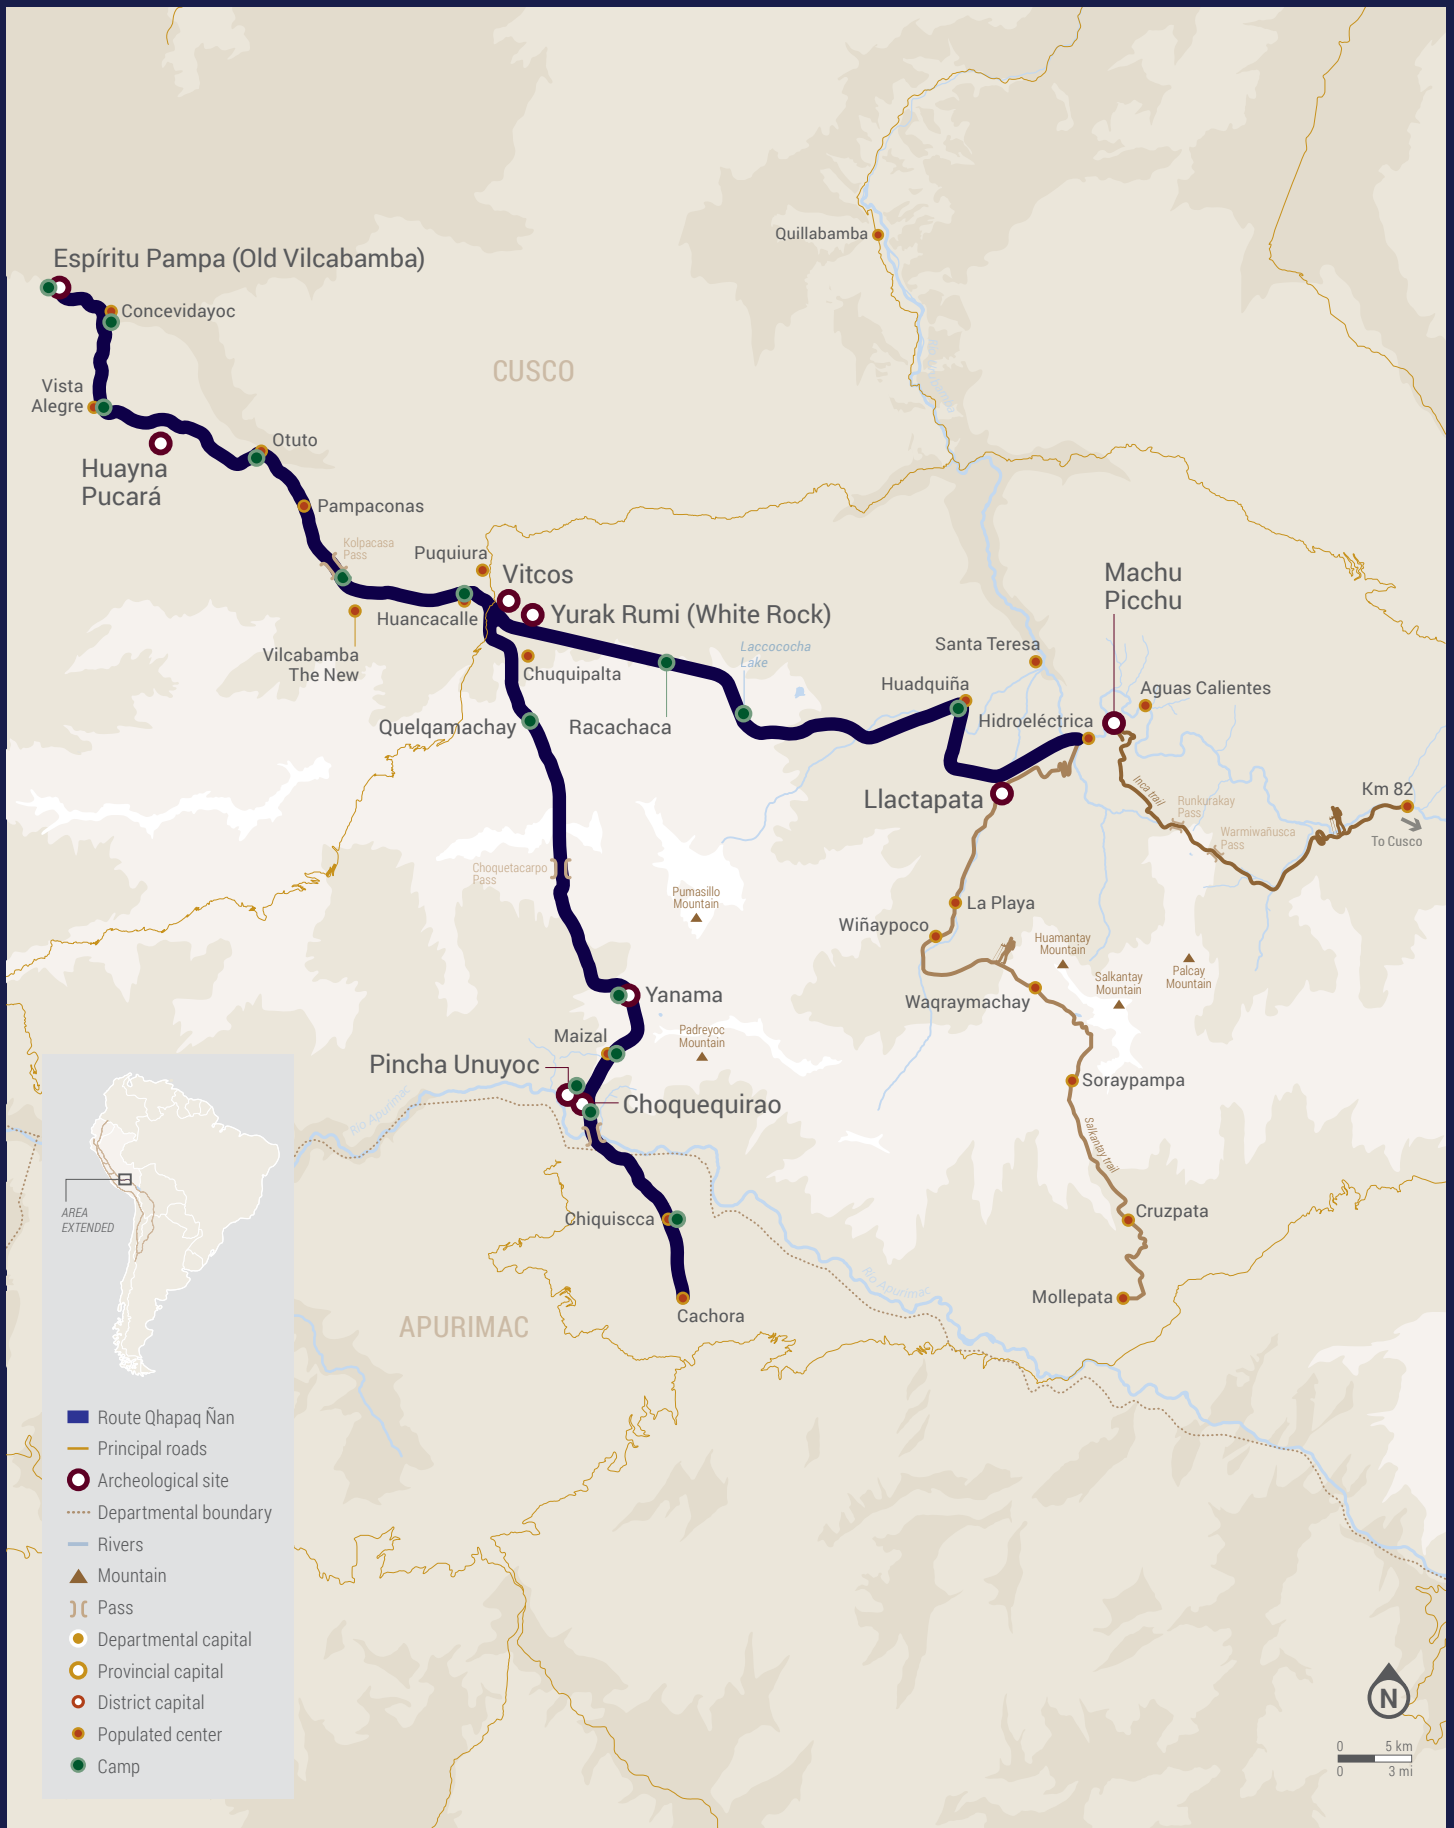 Quillabamba
Espíritu Pampa (Old Vilcabamba)
Concevidayoc
CUSCO
Vista
Alegre
Otuto
Huayna
Pucará
Pampaconas
Kolpacasa
Pass
Puquiura
Vitcos
Yurak Rumi (White Rock)
Huancacalle
Vilcabamba
The New
Chuquipalta
Quelqamachay
Racachaca
Laccococha
Lake
Machu
Picchu
Santa Teresa
Huadquiña
Aguas Calientes
Hidroeléctrica
Llactapata
Inca trail
Runkurakay
Pass
Warmiwañusca
Pass
Km 82
To Cusco
Choquetacarpo
Pass
Pumasillo
Mountain
La Playa
Wiñaypoco
Huamantay
Mountain
Salkantay
Mountain
Palcay
Mountain
Waqraymachay
Yanama
Maizal
Padreyoc
Mountain
Pincha Unuyoc
Choquequirao
Río Apurimac
Soraypampa
Salkantay trail
Chiquiscca
Cruzpata
Río Apurimac
Mollepata
Cachora
APURIMAC
AREA
EXTENDED
Route Qhapaq Ñan
Principal roads
Archeological site
Departmental boundary
Rivers
Mountain
Pass
Departmental capital
Provincial capital
District capital
Populated center
Camp
N
0 5 km
0 3 mi